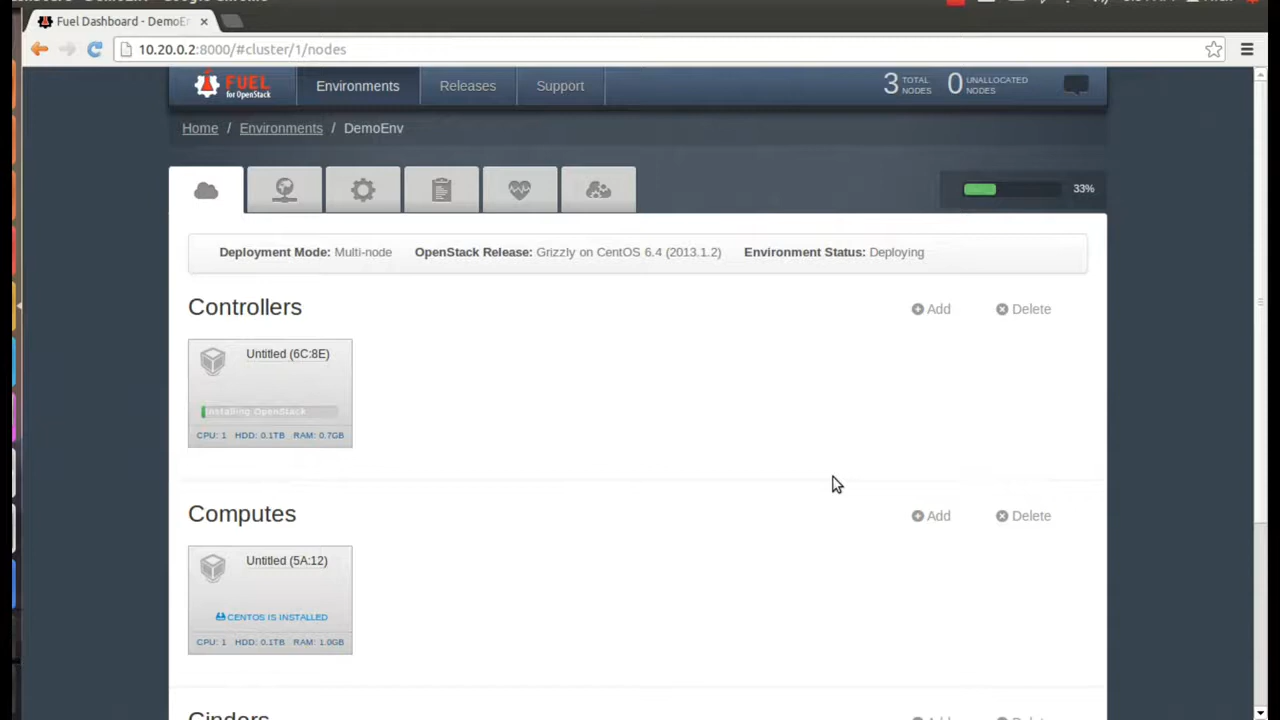 Fuel Dashboard - DemoEn
10.20.0.2:8000/#cluster/1/nodes
FUEL
for OpenStack
Environments
Releases
Support
3 TOTAL NODES
0 UNALLOCATED NODES
Home / Environments / DemoEnv
33%
Deployment Mode: Multi-node OpenStack Release: Grizzly on CentOS 6.4 (2013.1.2) Environment Status: Deploying
Controllers
Add
Delete
Untitled (6C:8E)
Installing OpenStack
CPU: 1 HDD: 0.1TB RAM: 0.7GB
Computes
Add
Delete
Untitled (5A:12)
CENTOS IS INSTALLED
CPU: 1 HDD: 0.1TB RAM: 1.0GB
Cinders
Add
Delete